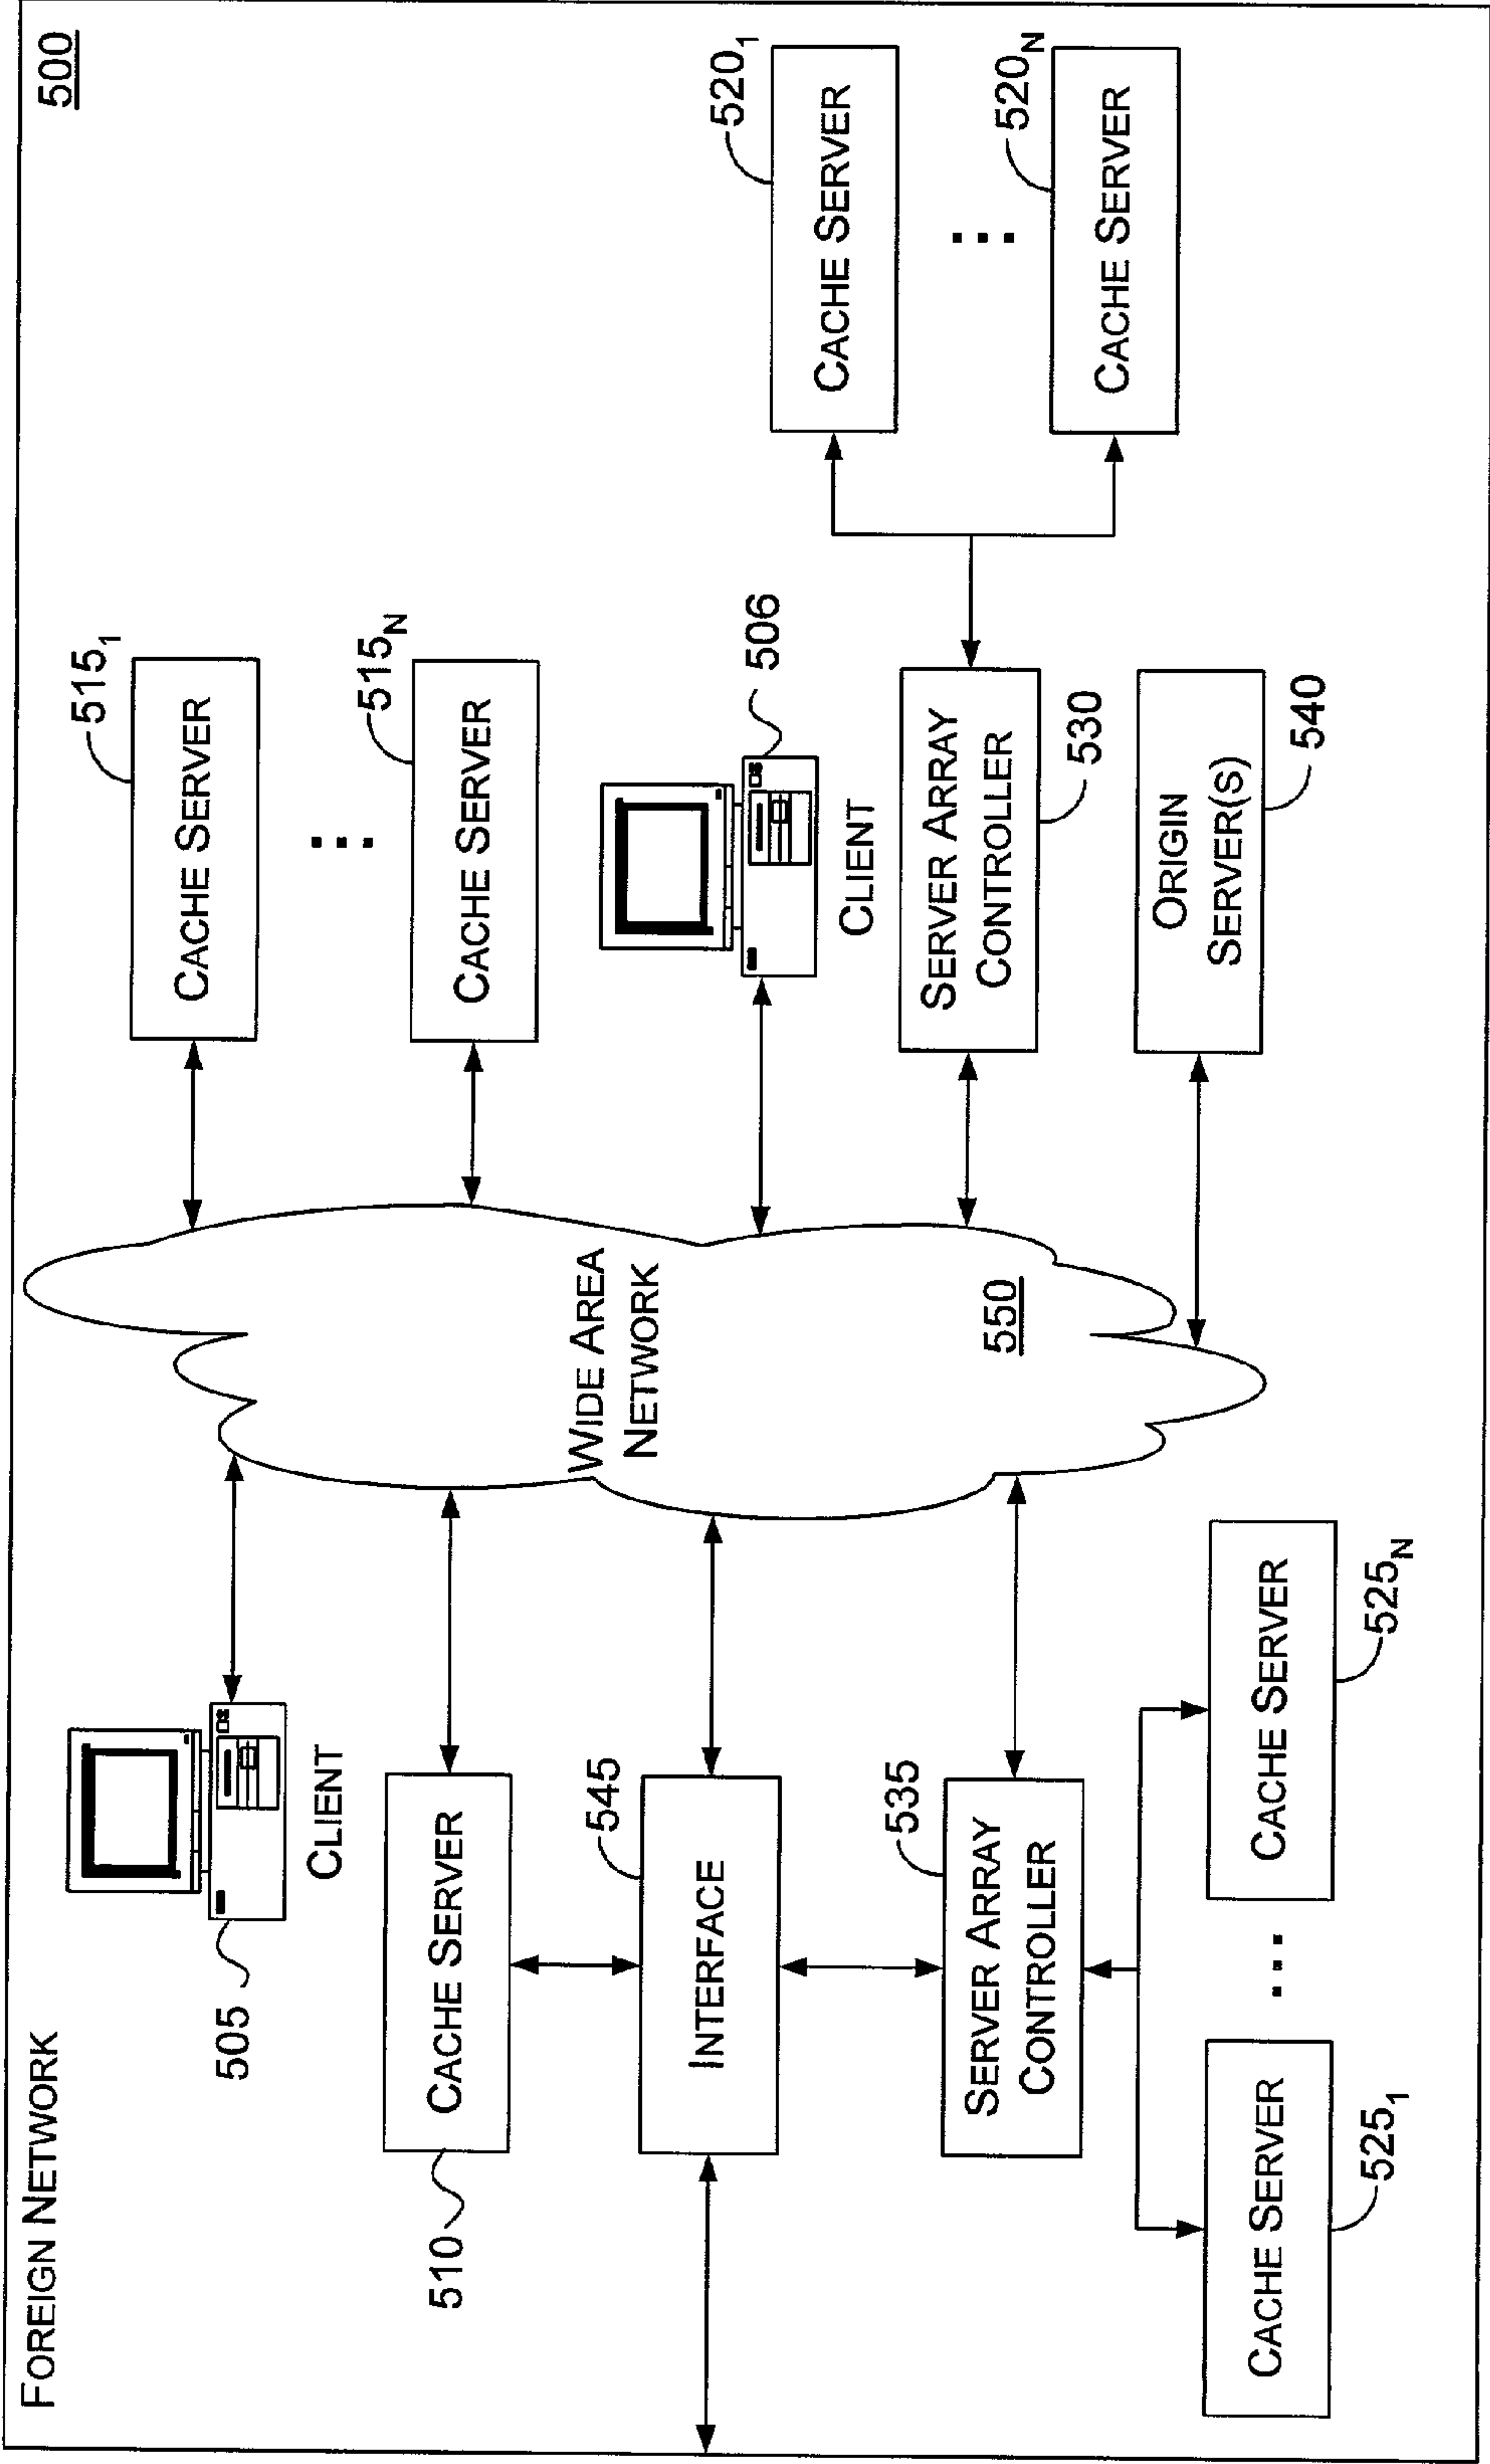 FOREIGN NETWORK
500
505
CLIENT
510
CACHE SERVER
545
INTERFACE
535
SERVER ARRAY
CONTROLLER
CACHE SERVER
525₁
...
CACHE SERVER
525N
WIDE AREA
NETWORK
550
515₁
CACHE SERVER
...
515N
CACHE SERVER
506
CLIENT
SERVER ARRAY
CONTROLLER
530
ORIGIN
SERVER(S)
540
520₁
CACHE SERVER
...
520N
CACHE SERVER